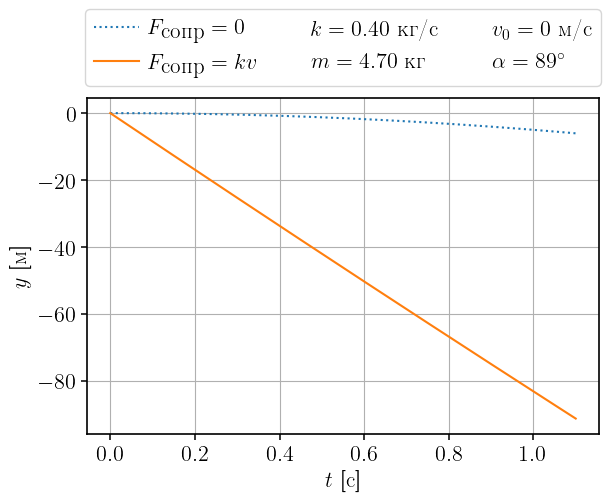 F_сопр = 0 k = 0.40 кг/с v_0 = 0 м/с
F_сопр = kv m = 4.70 кг α = 89°
0
−20
−40
−60
−80
y [м]
0.0 0.2 0.4 0.6 0.8 1.0
t [с]